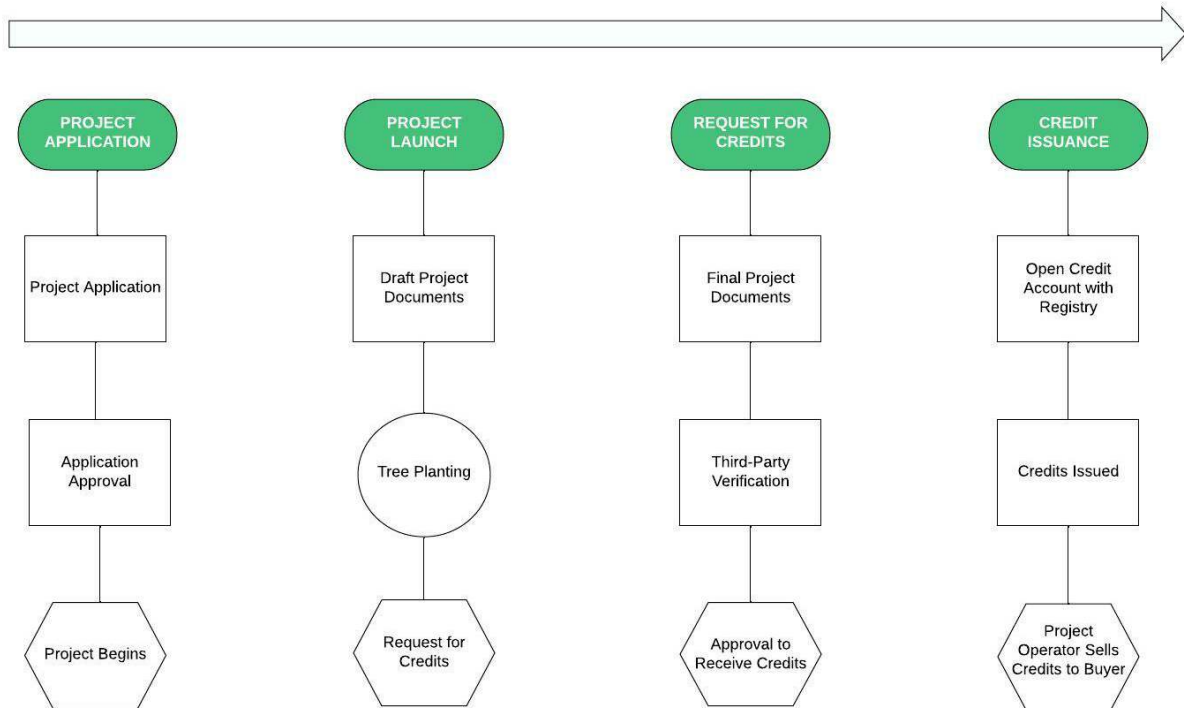 PROJECT
APPLICATION
Project Application
Application
Approval
Project Begins
PROJECT
LAUNCH
Draft Project
Documents
Tree Planting
Request for
Credits
REQUEST FOR
CREDITS
Final Project
Documents
Third-Party
Verification
Approval to
Receive Credits
CREDIT
ISSUANCE
Open Credit
Account with
Registry
Credits Issued
Project
Operator Sells
Credits to Buyer